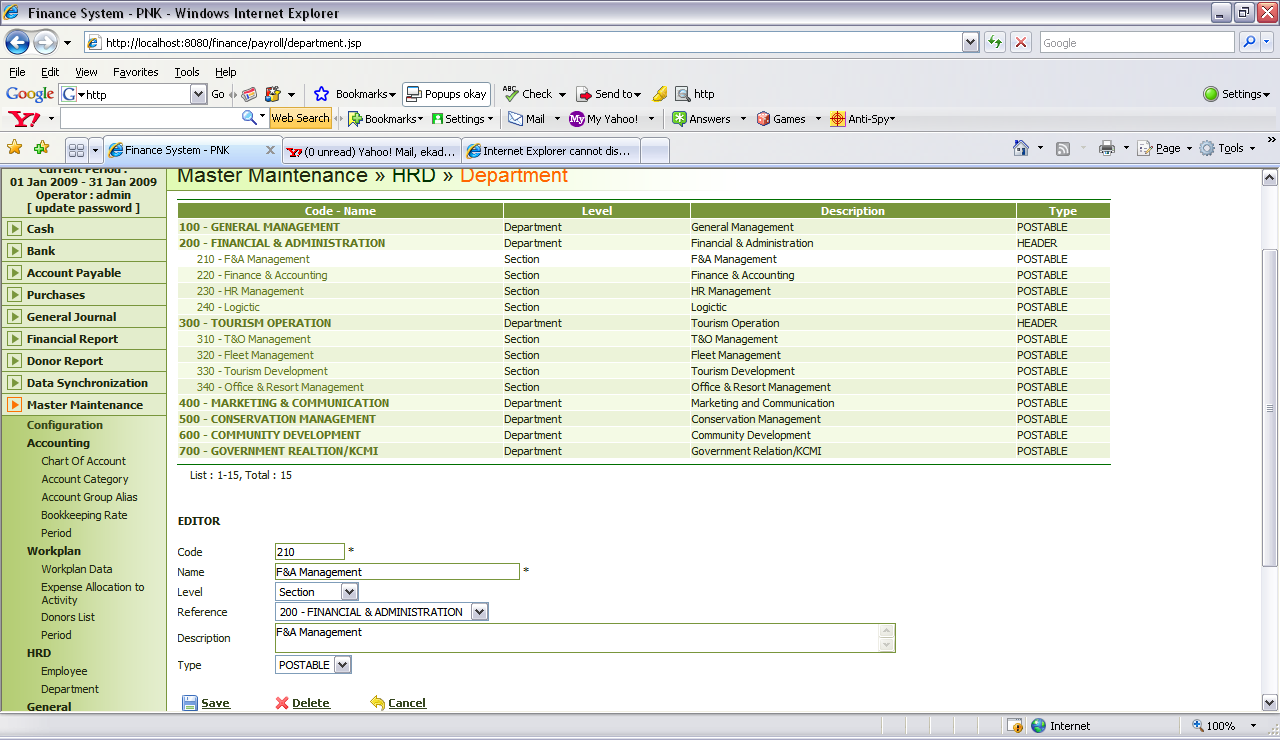 Finance System - PNK - Windows Internet Explorer
http://localhost:8080/finance/payroll/department.jsp
Google
File Edit View Favorites Tools Help
Google G http Go Bookmarks Popups okay ABC Check Send to http Settings
Y! Web Search Bookmarks Settings Mail My My Yahoo! Answers Games Anti-Spy
Finance System - PNK (0 unread) Yahoo! Mail, ekad... Internet Explorer cannot dis... Page Tools
Current Period :
01 Jan 2009 - 31 Jan 2009
Operator : admin
[ update password ]
Cash
Bank
Account Payable
Purchases
General Journal
Financial Report
Donor Report
Data Synchronization
Master Maintenance
Configuration
Accounting
Chart Of Account
Account Category
Account Group Alias
Bookkeeping Rate
Period
Workplan
Workplan Data
Expense Allocation to
Activity
Donors List
Period
HRD
Employee
Department
General
Master Maintenance » HRD » Department
Code - Name Level Description Type
100 - GENERAL MANAGEMENT Department General Management POSTABLE
200 - FINANCIAL & ADMINISTRATION Department Financial & Administration HEADER
210 - F&A Management Section F&A Management POSTABLE
220 - Finance & Accounting Section Finance & Accounting POSTABLE
230 - HR Management Section HR Management POSTABLE
240 - Logictic Section Logictic POSTABLE
300 - TOURISM OPERATION Department Tourism Operation HEADER
310 - T&O Management Section T&O Management POSTABLE
320 - Fleet Management Section Fleet Management POSTABLE
330 - Tourism Development Section Tourism Development POSTABLE
340 - Office & Resort Management Section Office & Resort Management POSTABLE
400 - MARKETING & COMMUNICATION Department Marketing and Communication POSTABLE
500 - CONSERVATION MANAGEMENT Department Conservation Management POSTABLE
600 - COMMUNITY DEVELOPMENT Department Community Development POSTABLE
700 - GOVERNMENT REALTION/KCMI Department Government Relation/KCMI POSTABLE
List : 1-15, Total : 15
EDITOR
Code 210 *
Name F&A Management *
Level Section
Reference 200 - FINANCIAL & ADMINISTRATION
Description F&A Management
Type POSTABLE
Save Delete Cancel
Internet 100%